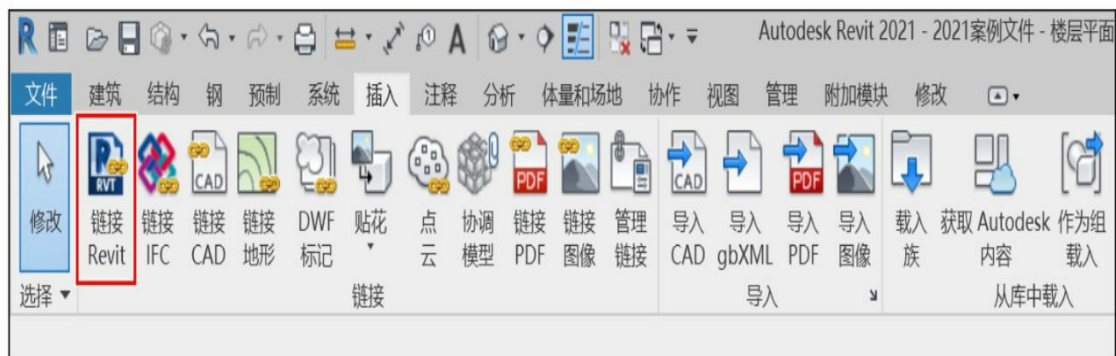 Autodesk Revit 2021 - 2021案例文件 - 楼层平面
文件 建筑 结构 钢 预制 系统 插入 注释 分析 体量和场地 协作 视图 管理 附加模块 修改
RVT CAD PDF CAD PDF
修改 链接 链接 链接 链接 DWF 贴花 点 协调 链接 链接 管理 导入 导入 导入 导入 载入 获取 Autodesk 作为组
Revit IFC CAD 地形 标记 云 模型 PDF 图像 链接 CAD gbXML PDF 图像 族 内容 载入
选择 链接 导入 从库中载入